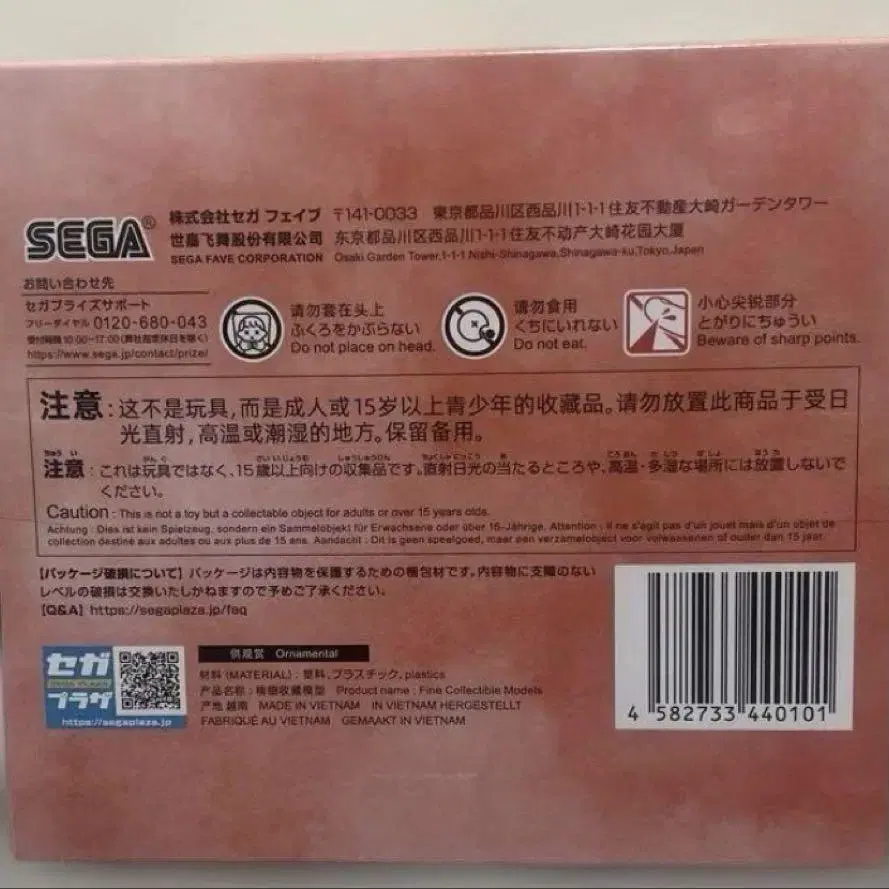 SEGA®
株式会社セガ フェイブ 〒141-0033 東京都品川区西品川1-1-1住友不動産大崎ガーデンタワー
世嘉飞舞股份有限公司 东京都品川区西品川1-1-1住友不动产大崎花园大厦
SEGA FAVE CORPORATION Osaki Garden Tower,1-1-1 Nishi-Shinagawa,Shinagawa-ku,Tokyo,Japan
お問い合わせ先
セガプライズサポート
フリーダイヤル 0120-680-043
受付時間 10:00~17:00(弊社指定休日を除く)
https://www.sega.jp/contact/prize/
请勿套在头上
ふくろをかぶらない
Do not place on head.
请勿食用
くちにいれない
Do not eat.
小心尖锐部分
とがりにちゅうい
Beware of sharp points.
注意:这不是玩具,而是成人或15岁以上青少年的收藏品。请勿放置此商品于受日
光直射,高温或潮湿的地方。保留备用。
注意:これは玩具ではなく、15歳以上向けの収集品です。直射日光の当たるところや、高温・多湿な場所には放置しないで
ください。
Caution : This is not a toy but a collectable object for adults or over 15 years olds.
Achtung : Dies ist kein Spielzeug, sondern ein Sammelobjekt für Erwachsene oder über 15-Jährige. Attention : Il ne s'agit pas d'un jouet mais d'un objet de
collection destiné aux adultes ou aux plus de 15 ans. Aandacht : Dit is geen speelgoed, maar een verzamelobject voor volwassenen of ouder dan 15 jaar.
【パッケージ破損について】パッケージは内容物を保護するための梱包材です。内容物に支障のない
レベルの破損は交換いたしかねますので予めご了承ください。
【Q&A】https://segaplaza.jp/faq
セガ
プラザ
https://segaplaza.jp
供观赏 Ornamental
材料(MATERIAL):塑料,プラスチック,plastics
产品名称:精细收藏模型 Product name : Fine Collectible Models
产地 越南 MADE IN VIETNAM IN VIETNAM HERGESTELLT
FABRIQUÉ AU VIETNAM GEMAAKT IN VIETNAM
4 582733 440101